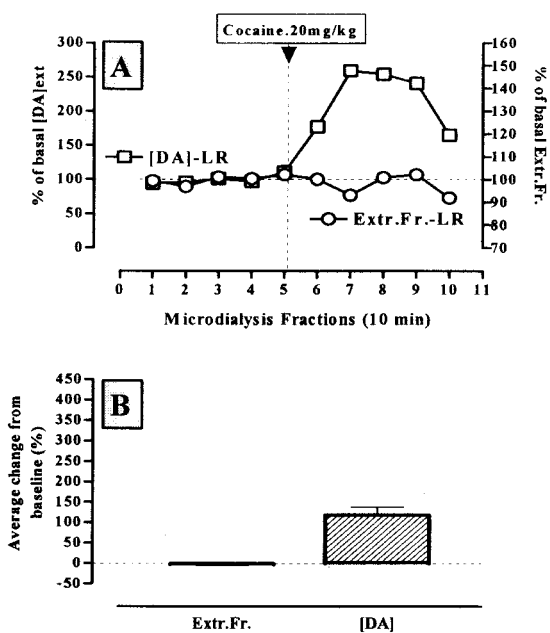 Cocaine.20mg/kg
A
% of basal [DA]ext
300
250
200
150
100
50
0
[DA]-LR
Extr.Fr.-LR
160
150
140
130
120
110
100
90
80
70
% of basal Extr.Fr.
0 1 2 3 4 5 6 7 8 9 10 11
Microdialysis Fractions (10 min)
B
Average change from
baseline (%)
450
400
350
300
250
200
150
100
50
0
-50
Extr.Fr. [DA]